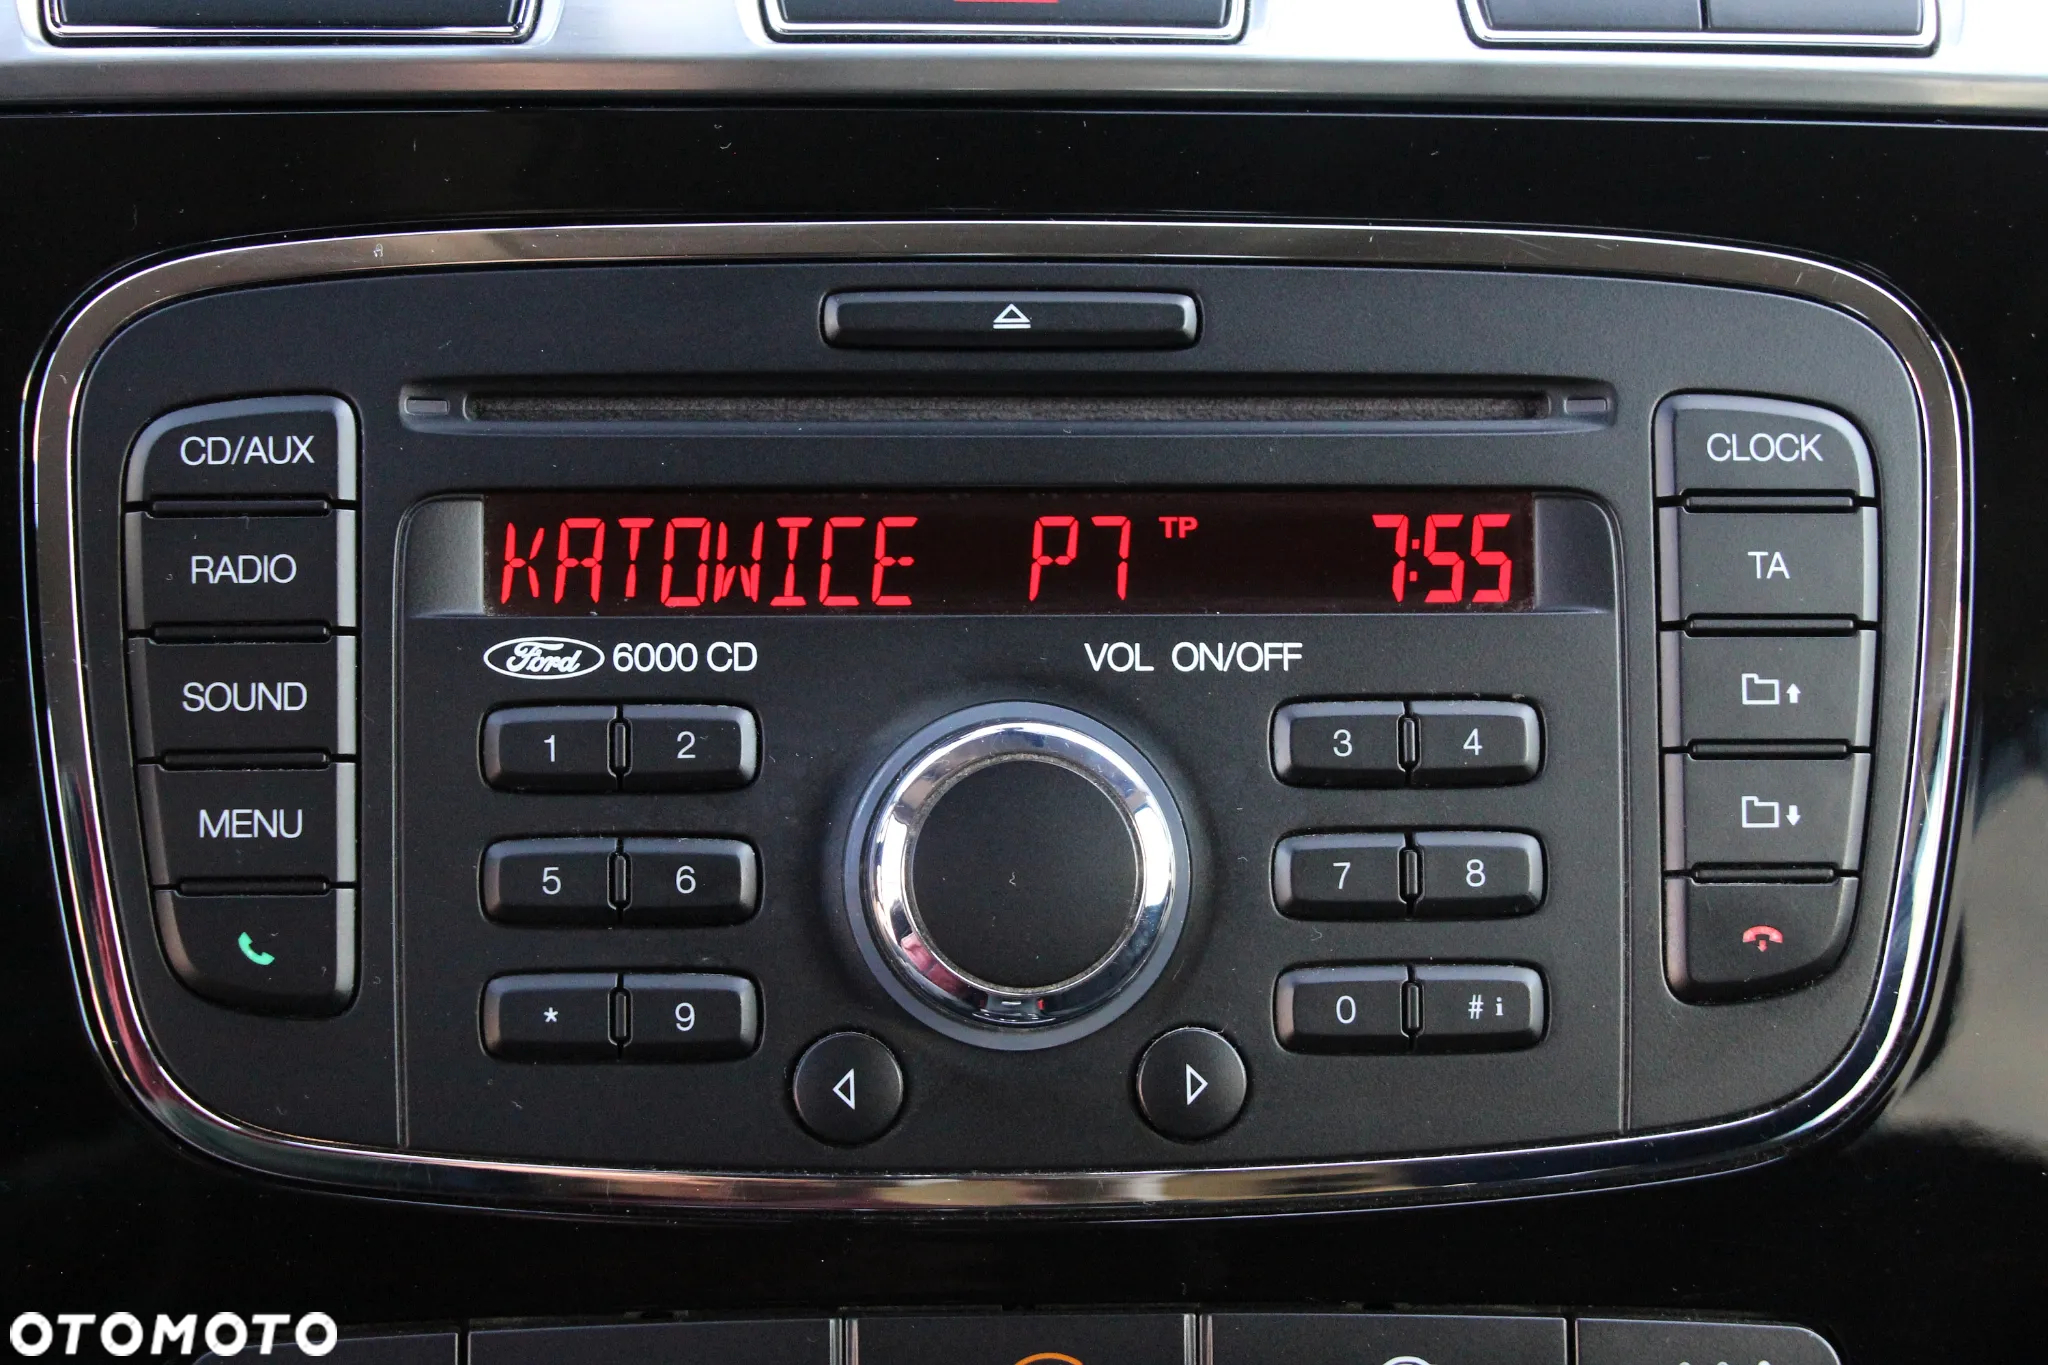 CD/AUX
RADIO
SOUND
MENU
KATOWICE P7 TP 7:55
Ford 6000 CD
VOL ON/OFF
1 2 3 4
5 6 7 8
* 9 0 # i
CLOCK
TA
OTOMOTO